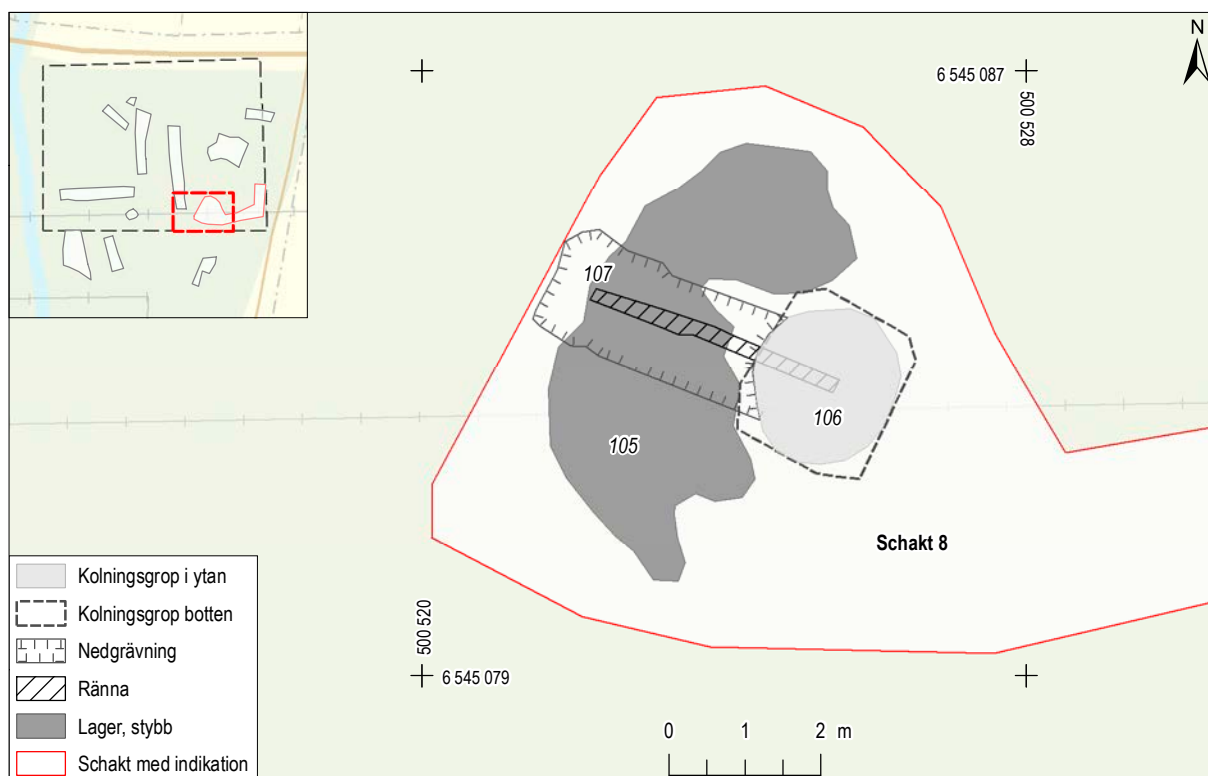 N
6 545 087
500 528
107
106
105
Schakt 8
500 520
6 545 079
0 1 2 m
Kolningsgrop i ytan
Kolningsgrop botten
Nedgrävning
Ränna
Lager, stybb
Schakt med indikation